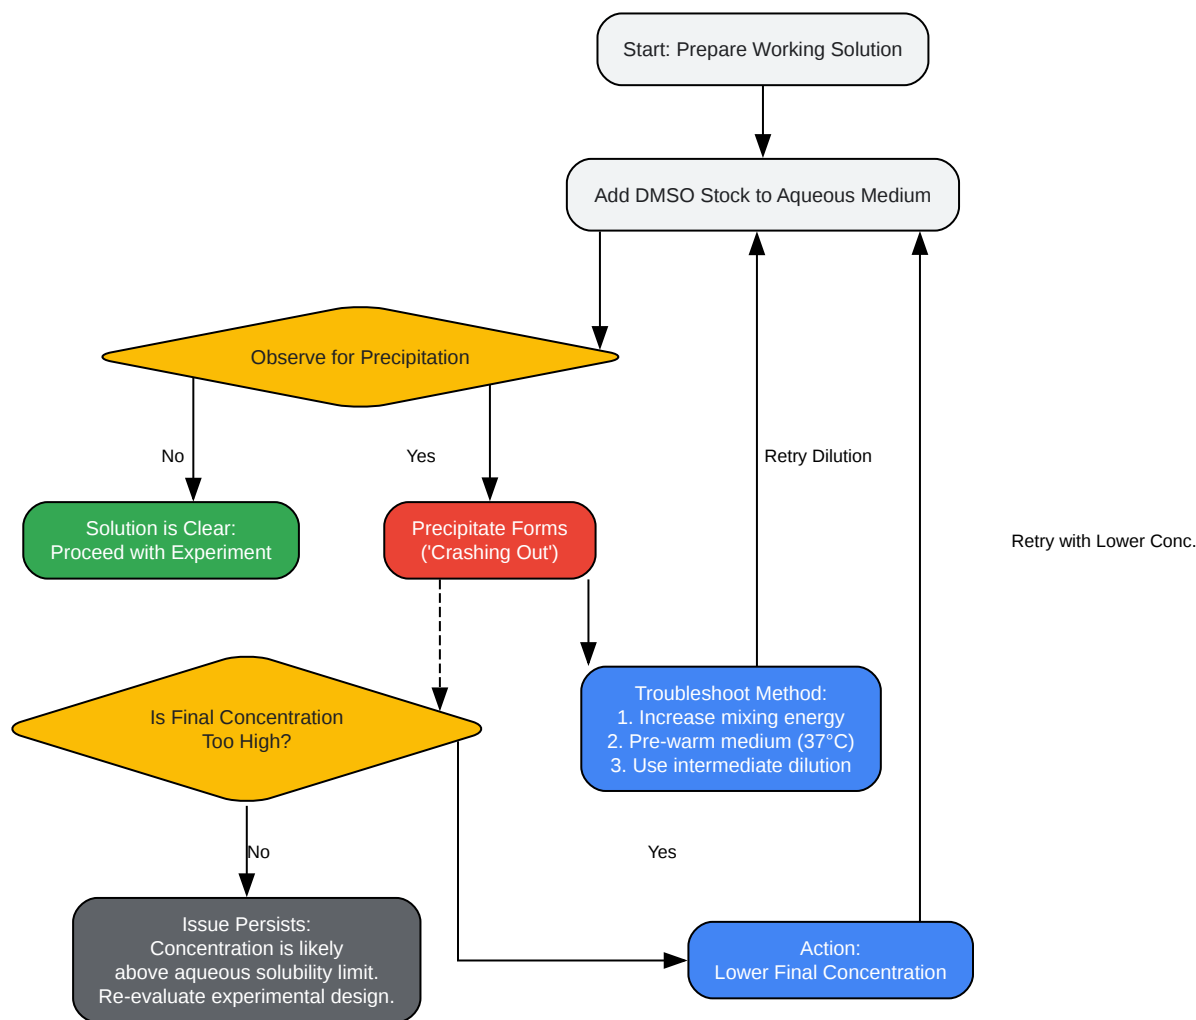 Start: Prepare Working Solution
Add DMSO Stock to Aqueous Medium
Observe for Precipitation
No
Yes
Retry Dilution
Solution is Clear:
Proceed with Experiment
Precipitate Forms
('Crashing Out')
Retry with Lower Conc.
Is Final Concentration
Too High?
Troubleshoot Method:
1. Increase mixing energy
2. Pre-warm medium (37°C)
3. Use intermediate dilution
No
Yes
Issue Persists:
Concentration is likely
above aqueous solubility limit.
Re-evaluate experimental design.
Action:
Lower Final Concentration